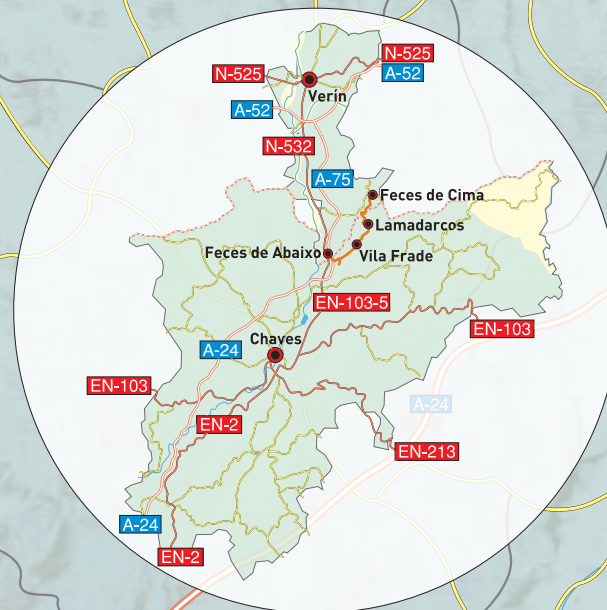 N-525
N-525
A-52
Verín
A-52
N-532
A-75
Feces de Cima
Lamadarcos
Feces de Abaixo
Vila Frade
EN-103-5
EN-103
Chaves
A-24
EN-103
A-24
EN-2
EN-213
A-24
EN-2